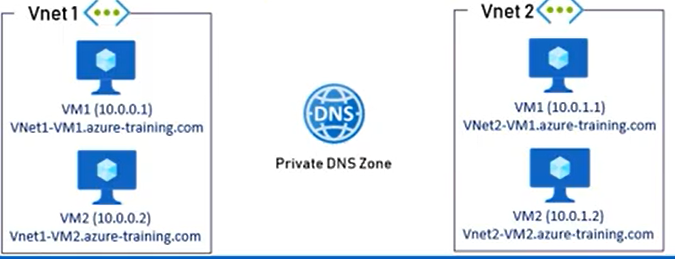 Vnet 1
VM1 (10.0.0.1)
VNet1-VM1.azure-training.com
VM2 (10.0.0.2)
Vnet1-VM2.azure-training.com
DNS
Private DNS Zone
Vnet 2
VM1 (10.0.1.1)
VNet2-VM1.azure-training.com
VM2 (10.0.1.2)
Vnet2-VM2.azure-training.com